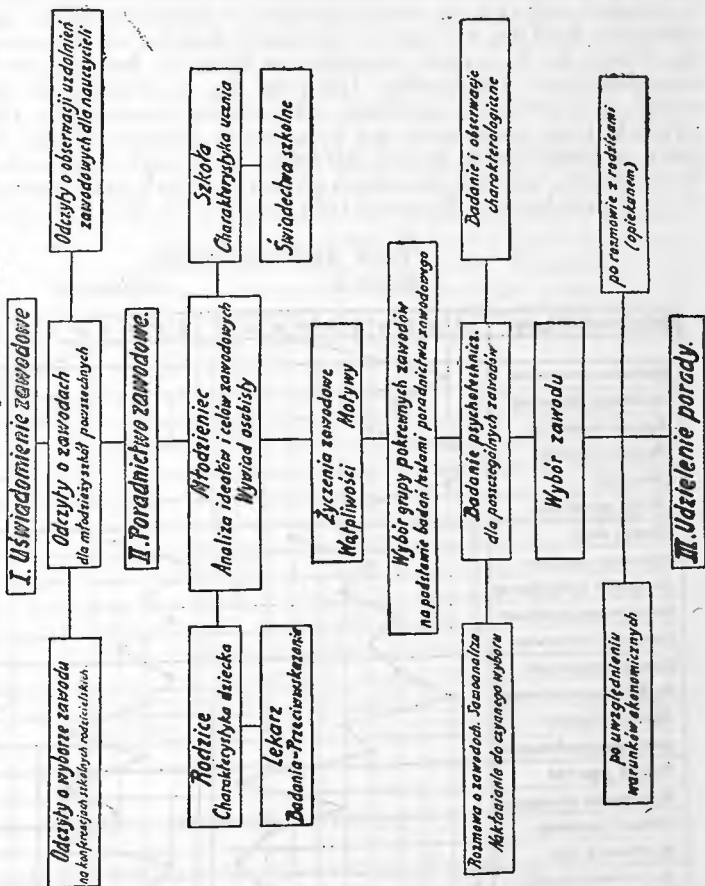 I. Uświadomienie zawodowe
Odczyty o wyborze zawodu
na konferencjach szkolnych rodzicielskich.
Odczyty o zawodach
dla młodzieży szkół powszechnych
Odczyty o obserwacji uzdolnień
zawodowych dla nauczycieli
II. Poradnictwo zawodowe.
Rodzice
Charakterystyka dziecka
Lekarz
Badania-Przeciwwskazania
Młodzieniec
Analiza ideałów i celów zawodowych
Wywiad osobisty
Szkoła
Charakterystyka ucznia
Świadectwa szkolne
Życzenia zawodowe
Wątpliwości Motywy
Wybór grupy pokrewnych zawodów
na podstawie badań testami poradnictwa zawodowego
Rozmowa o zawodach. Samoanaliza
Nakłanianie do czynnego wyboru
Badanie psychotechnicz.
dla poszczególnych zawodów
Badanie i obserwacje
charakterologiczne
Wybór zawodu
po uwzględnieniu
warunków ekonomicznych
po rozmowie z rodzicami
(opiekunem)
III. Udzielenie porady.